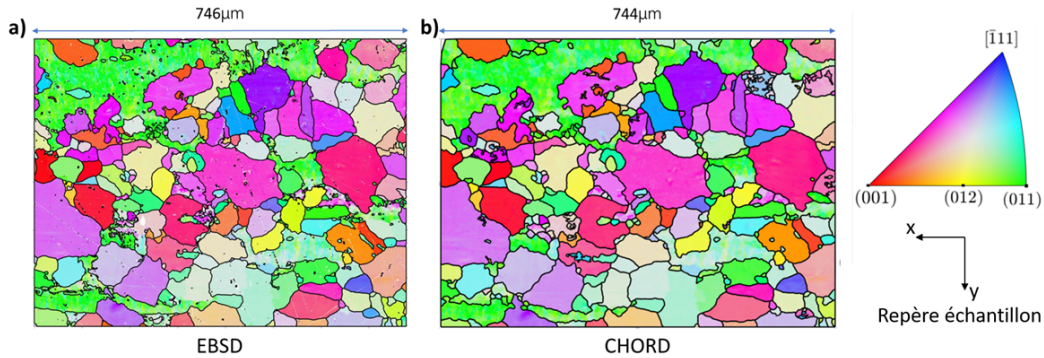 746µm
744µm
a)
b)
[1̄11]
(001)
(012)
(011)
x
y
Repère échantillon
EBSD
CHORD